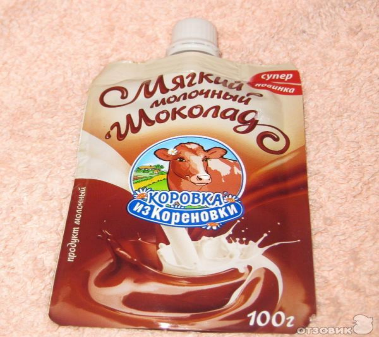 Мягкий
молочный
Шоколад
супер
новинка
КОРОВКА
ИЗ КОРЕНОВКИ
продукт молочный
100г
ОТЗОВИК